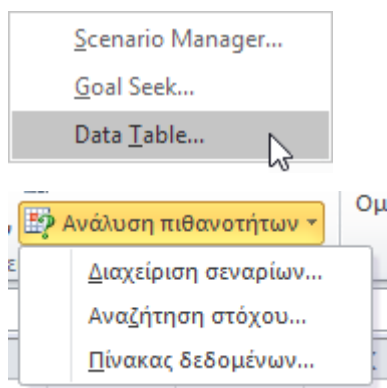 Scenario Manager...
Goal Seek...
Data Table...
Ανάλυση πιθανοτήτων
Ομ
Διαχείριση σεναρίων...
Αναζήτηση στόχου...
Πίνακας δεδομένων...